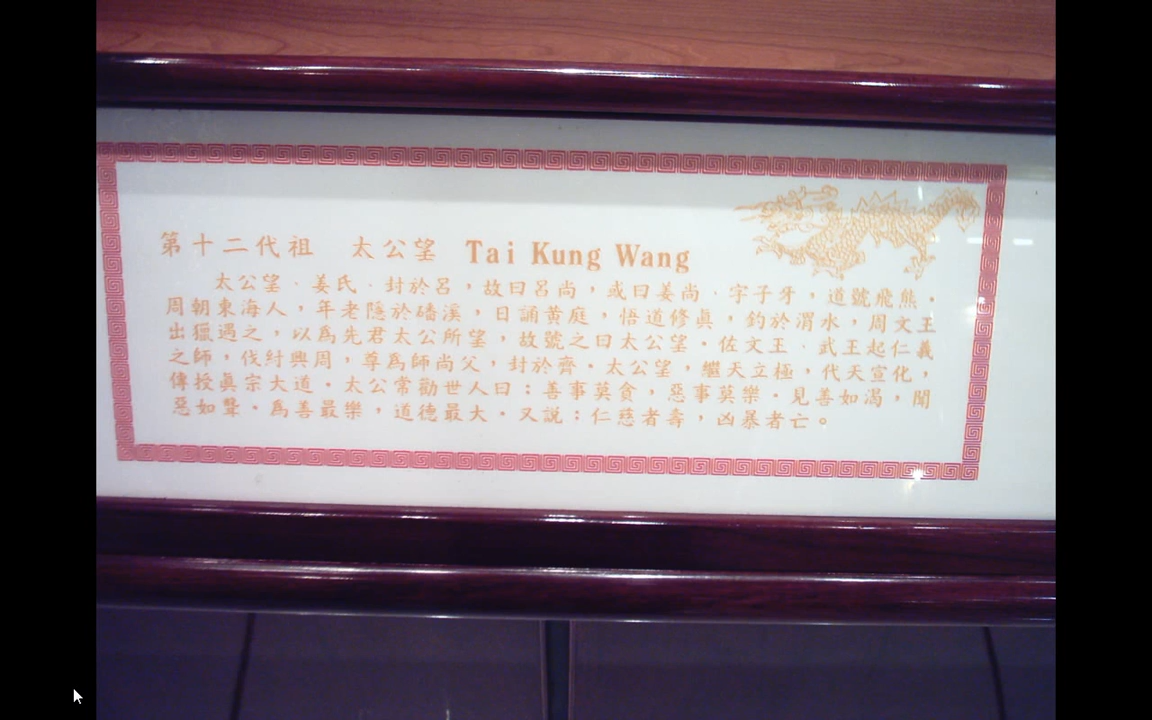 第十二代祖　太公望 Tai Kung Wang
太公望、姜氏、封於呂，故曰呂尚，或曰姜尚、字子牙，道號飛熊。
周朝東海人，年老隱於磻溪，日誦黃庭，悟道修眞，釣於渭水，周文王
出獵遇之，以爲先君太公所望，故號之曰太公望。佐文王、武王起仁義
之師，伐紂興周，尊爲師尚父，封於齊。太公望，繼天立極，代天宣化，
傳授眞宗大道。太公常勸世人曰：善事莫貪，惡事莫樂。見善如渴，聞
惡如聾。爲善最樂，道德最大。又説：仁慈者壽，凶暴者亡。